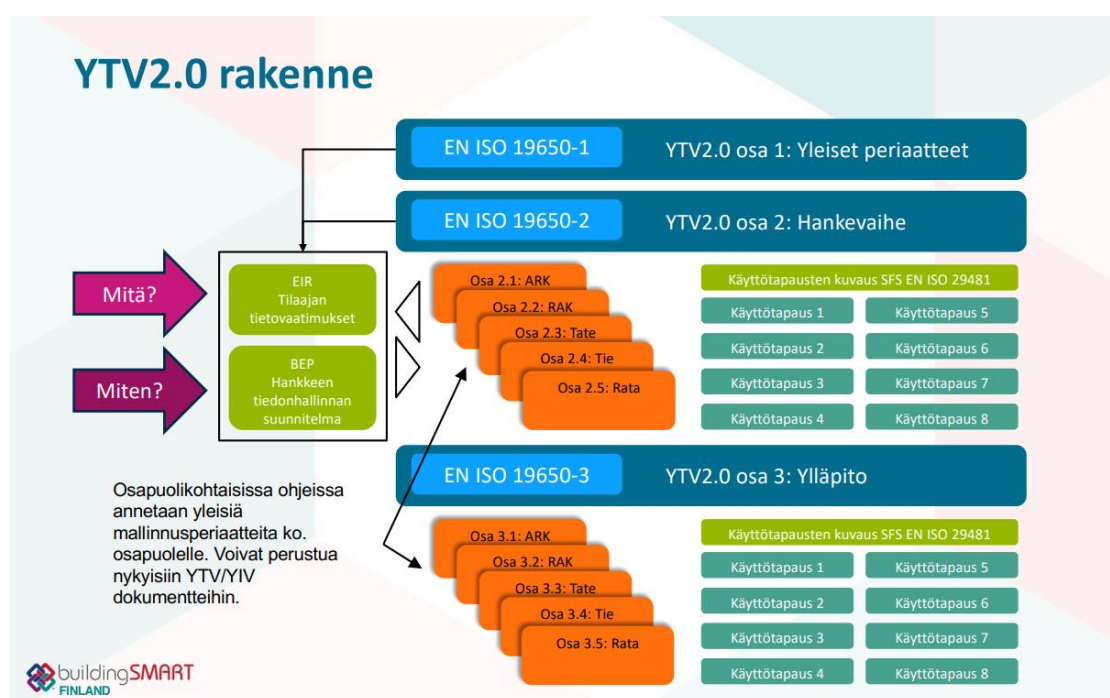 YTV2.0 rakenne
EN ISO 19650-1
YTV2.0 osa 1: Yleiset periaatteet
EN ISO 19650-2
YTV2.0 osa 2: Hankevaihe
Mitä?
Miten?
EIR
Tilaajan
tietovaatimukset
BEP
Hankkeen
tiedonhallinnan
suunnitelma
Osa 2.1: ARK
Osa 2.2: RAK
Osa 2.3: Tate
Osa 2.4: Tie
Osa 2.5: Rata
Käyttötapausten kuvaus SFS EN ISO 29481
Käyttötapaus 1
Käyttötapaus 5
Käyttötapaus 2
Käyttötapaus 6
Käyttötapaus 3
Käyttötapaus 7
Käyttötapaus 4
Käyttötapaus 8
EN ISO 19650-3
YTV2.0 osa 3: Ylläpito
Osapuolikohtaisissa ohjeissa
annetaan yleisiä
mallinnusperiaatteita ko.
osapuolelle. Voivat perustua
nykyisiin YTV/YIV
dokumentteihin.
Osa 3.1: ARK
Osa 3.2: RAK
Osa 3.3: Tate
Osa 3.4: Tie
Osa 3.5: Rata
Käyttötapausten kuvaus SFS EN ISO 29481
Käyttötapaus 1
Käyttötapaus 5
Käyttötapaus 2
Käyttötapaus 6
Käyttötapaus 3
Käyttötapaus 7
Käyttötapaus 4
Käyttötapaus 8
buildingSMART
FINLAND